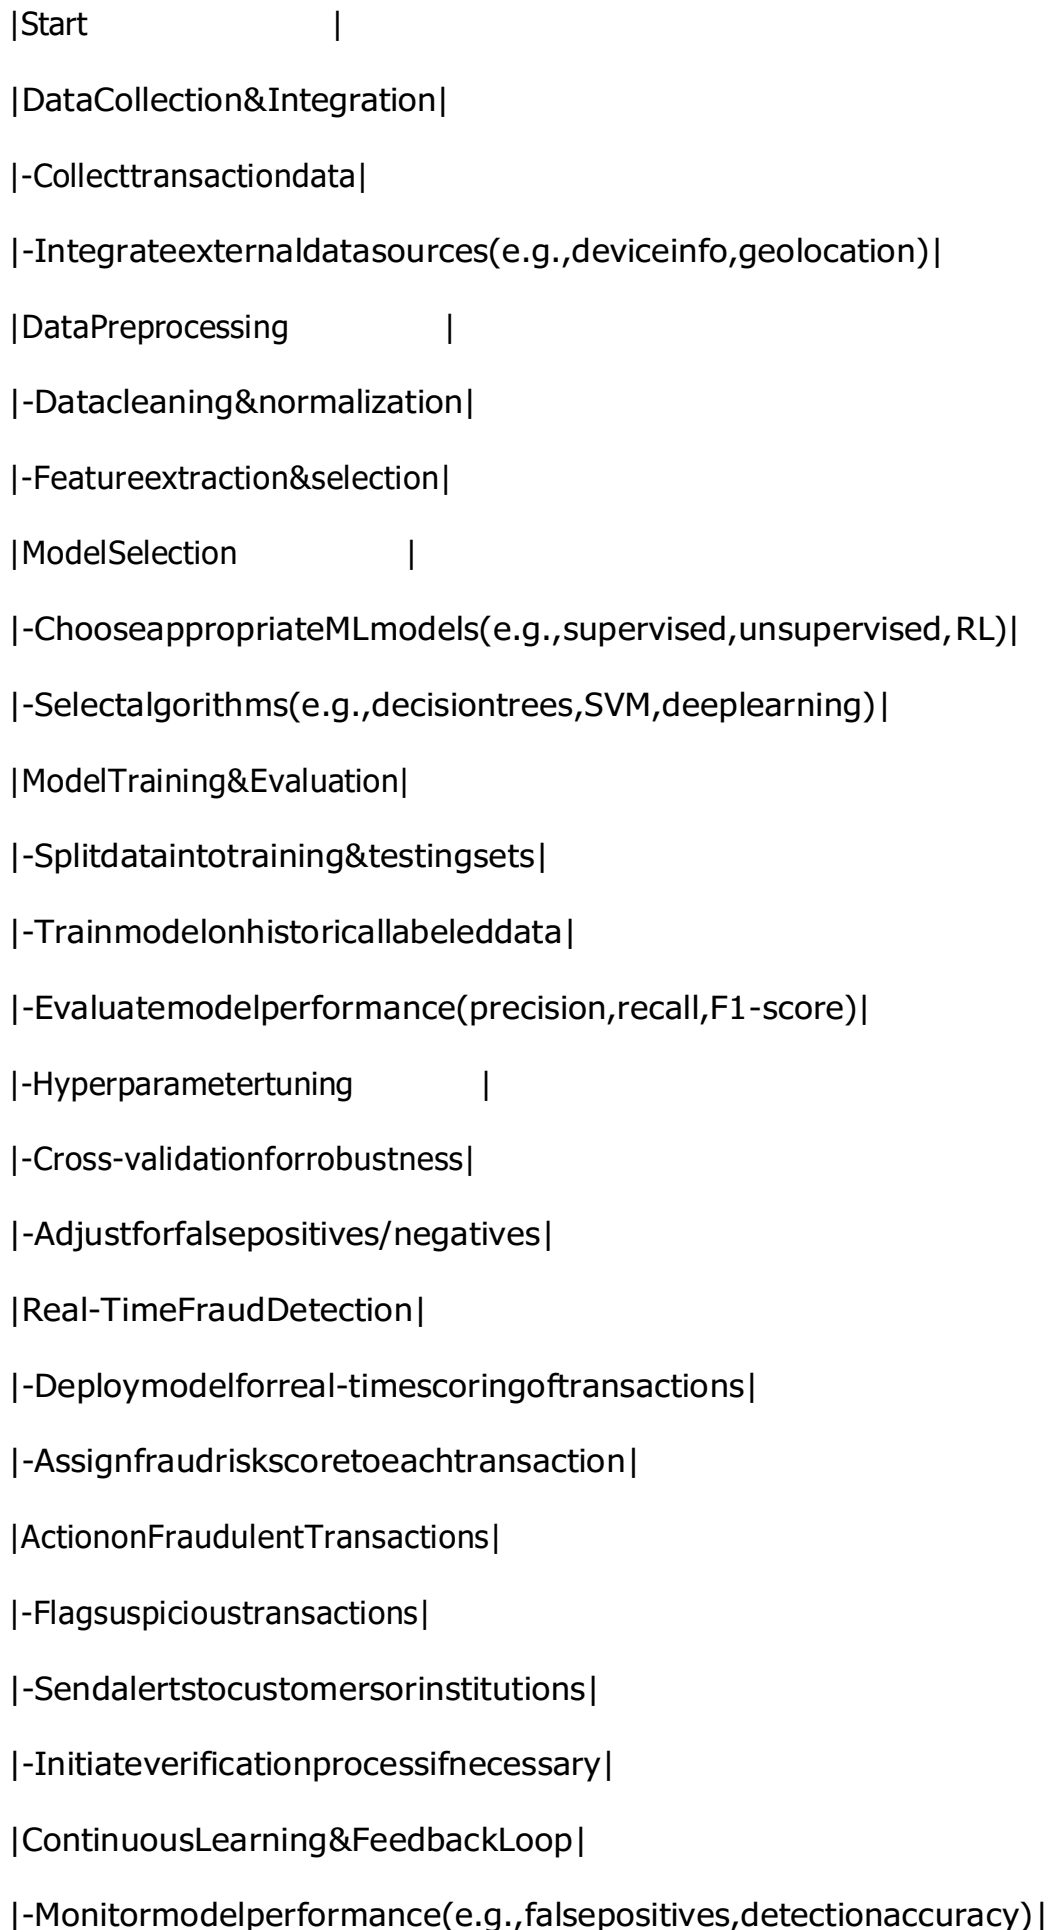 |Start |
|DataCollection&Integration|
|-Collecttransactiondata|
|-Integrateexternaldatasources(e.g.,deviceinfo,geolocation)|
|DataPreprocessing |
|-Datacleaning&normalization|
|-Featureextraction&selection|
|ModelSelection |
|-ChooseappropriateMLmodels(e.g.,supervised,unsupervised,RL)|
|-Selectalgorithms(e.g.,decisiontrees,SVM,deeplearning)|
|ModelTraining&Evaluation|
|-Splitdataintotraining&testingsets|
|-Trainmodelonhistoricallabeleddata|
|-Evaluatemodelperformance(precision,recall,F1-score)|
|-Hyperparametertuning |
|-Cross-validationforrobustness|
|-Adjustforfalsepositives/negatives|
|Real-TimeFraudDetection|
|-Deploymodelforreal-timescoringoftransactions|
|-Assignfraudriskscoretoeachtransaction|
|ActiononFraudulentTransactions|
|-Flagsuspicioustransactions|
|-Sendalertstocustomersorinstitutions|
|-Initiateverificationprocessifnecessary|
|ContinuousLearning&FeedbackLoop|
|-Monitormodelperformance(e.g.,falsepositives,detectionaccuracy)|